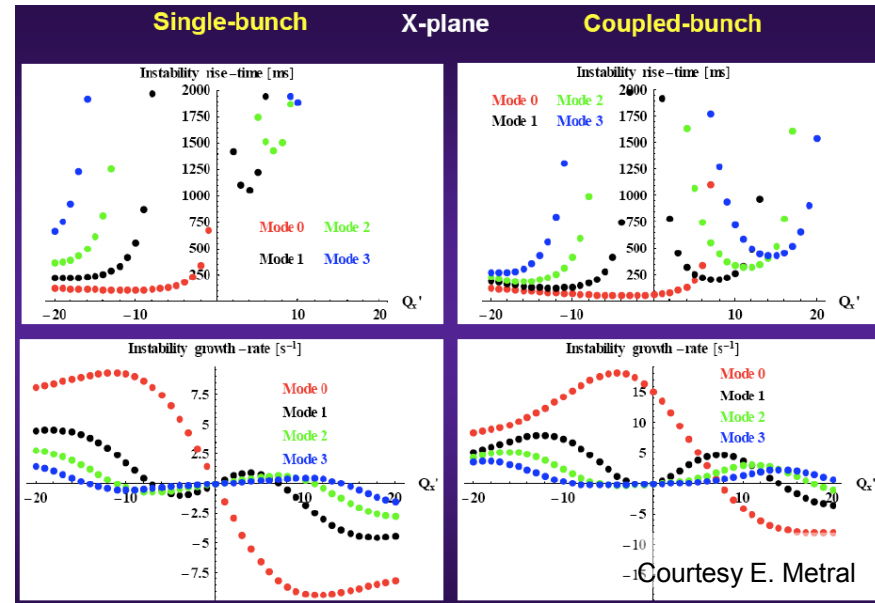 Single-bunch X-plane Coupled-bunch
Instability rise-time [ms]
2000
1750
1500
1250
1000
750
500
250
Mode 0 Mode 2
Mode 1 Mode 3
-20 -10 10 20
Qx'
Instability rise-time [ms]
2000
1750
1500
1250
1000
750
500
250
Mode 0 Mode 2
Mode 1 Mode 3
-20 -10 0 10 20
Qx'
Instability growth-rate [s⁻¹]
7.5
5
2.5
-2.5
-5
-7.5
Mode 0
Mode 1
Mode 2
Mode 3
-20 -10 10 20
Qx'
Instability growth-rate [s⁻¹]
15
10
5
-5
-10
-15
Mode 0
Mode 1
Mode 2
Mode 3
-20 -10 10 20
Qx'
Courtesy E. Metral